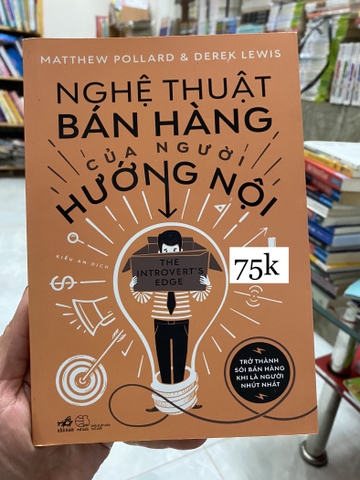 MATTHEW POLLARD & DEREK LEWIS
NGHỆ THUẬT
BÁN HÀNG
CỦA NGƯỜI
HƯỚNG NỘI
KIỀU AN DỊCH
THE
INTROVERT'S
EDGE
75k
TRỞ THÀNH
SÓI BÁN HÀNG
KHI LÀ NGƯỜI
NHÚT NHÁT